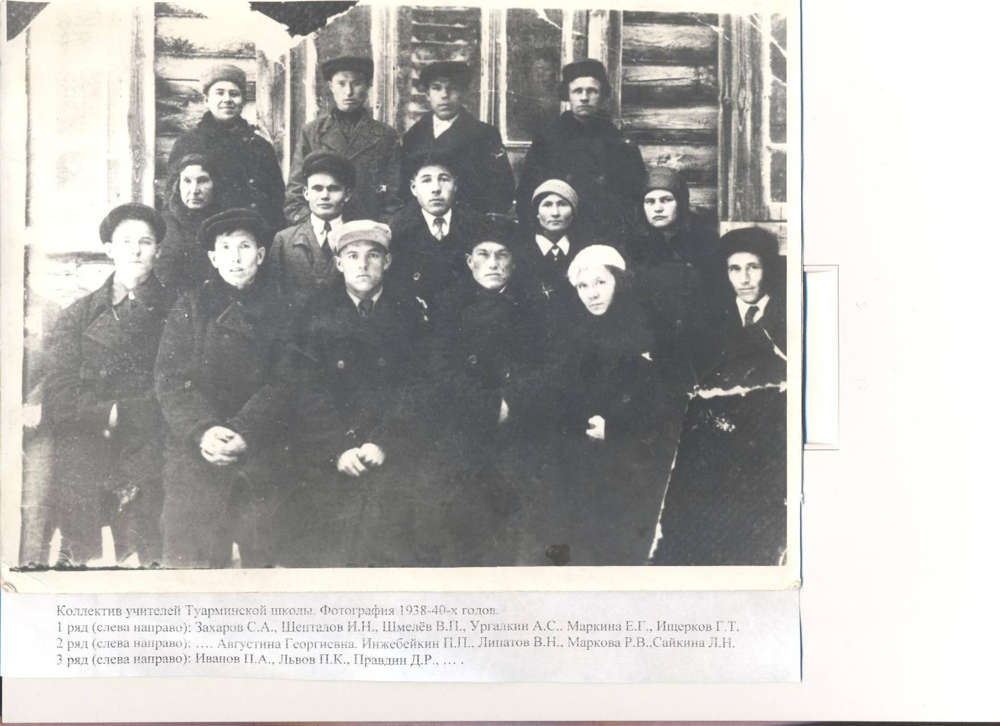 Коллектив учителей Туарминской школы. Фотография 1938-40-х годов.
1 ряд (слева направо): Захаров С.А., Шепталов И.Н., Шмелёв В.П., Ургалкин А.С.. Маркина Е.Г., Ищерков Г.Т.
2 ряд (слева направо): .... Августина Георгиевна. Инжебейкин П.П., Липатов В.Н., Маркова Р.В.,Сайкина Л.Н.
3 ряд (слева направо): Иванов П.А., Львов П.К., Правдин Д.Р., ... .